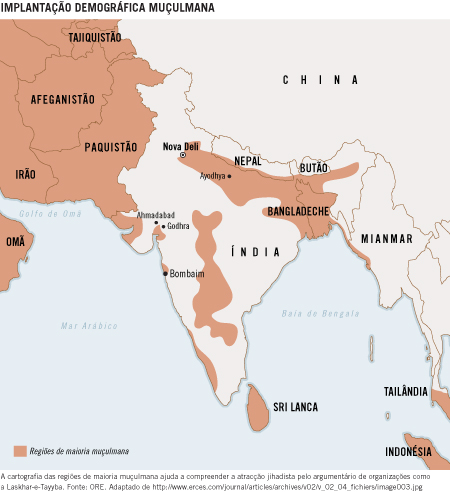 IMPLANTAÇÃO DEMOGRÁFICA MUÇULMANA
TAJIQUISTÃO
CHINA
AFEGANISTÃO
PAQUISTÃO
Nova Deli
NEPAL
BUTÃO
IRÃO
Ayodhya
Golfo de Omã
Ahmadabad
BANGLADECHE
Godhra
OMÃ
ÍNDIA
MIANMAR
Bombaim
Mar Arábico
Baía de Bengala
TAILÂNDIA
SRI LANCA
Regiões de maioria muçulmana
INDONÉSIA
A cartografia das regiões de maioria muçulmana ajuda a compreender a atracção jihadista pelo argumentário de organizações como
a Laskhar-e-Tayyba. Fonte: ORE. Adaptado de http://www.erces.com/journal/articles/archives/v02/v_02_04_fichiers/image003.jpg